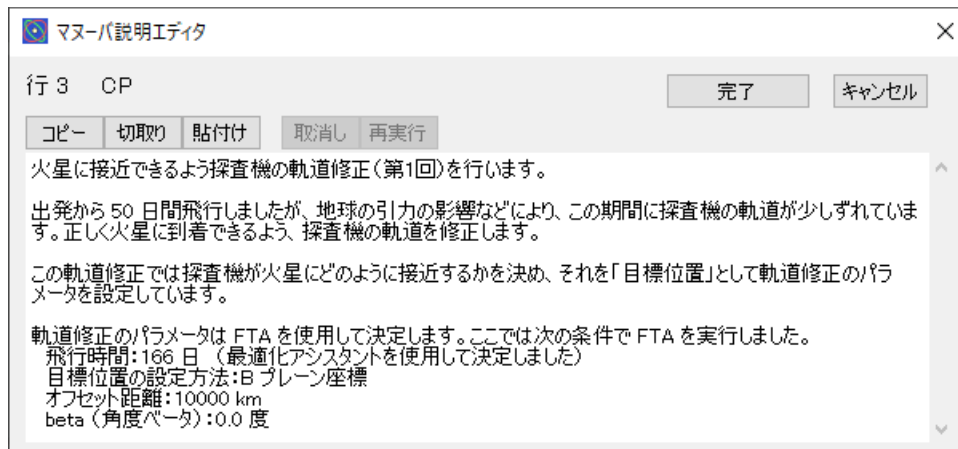 マヌーバ説明エディタ
行 3 CP
完了
キャンセル
コピー
切取り
貼付け
取消し
再実行
火星に接近できるよう探査機の軌道修正(第1回)を行います。
出発から 50 日間飛行しましたが、地球の引力の影響などにより、この期間に探査機の軌道が少しずれていま
す。正しく火星に到着できるよう、探査機の軌道を修正します。
この軌道修正では探査機が火星にどのように接近するかを決め、それを「目標位置」として軌道修正のパラ
メータを設定しています。
軌道修正のパラメータは FTA を使用して決定します。ここでは次の条件で FTA を実行しました。
飛行時間:166 日 (最適化アシスタントを使用して決定しました)
目標位置の設定方法:B プレーン座標
オフセット距離:10000 km
beta (角度ベータ):0.0 度